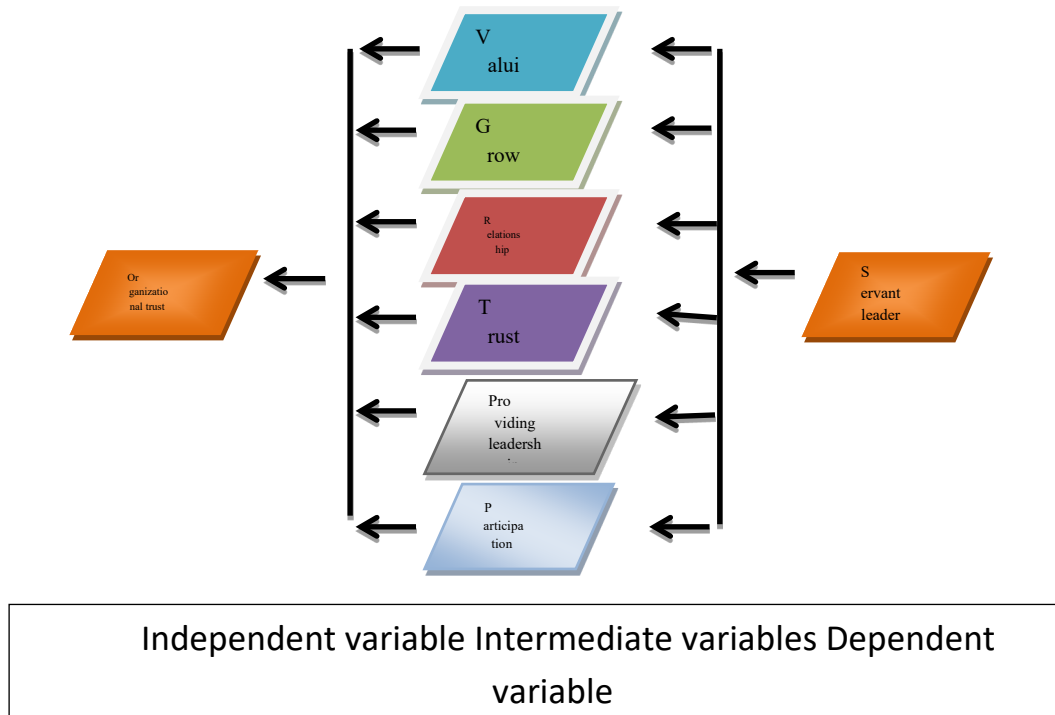 V
alui
G
row
R
elations
hip
Or
ganizatio
nal trust
S
ervant
leader
T
rust
Pro
viding
leadersh
P
articipa
tion
Independent variable Intermediate variables Dependent
variable